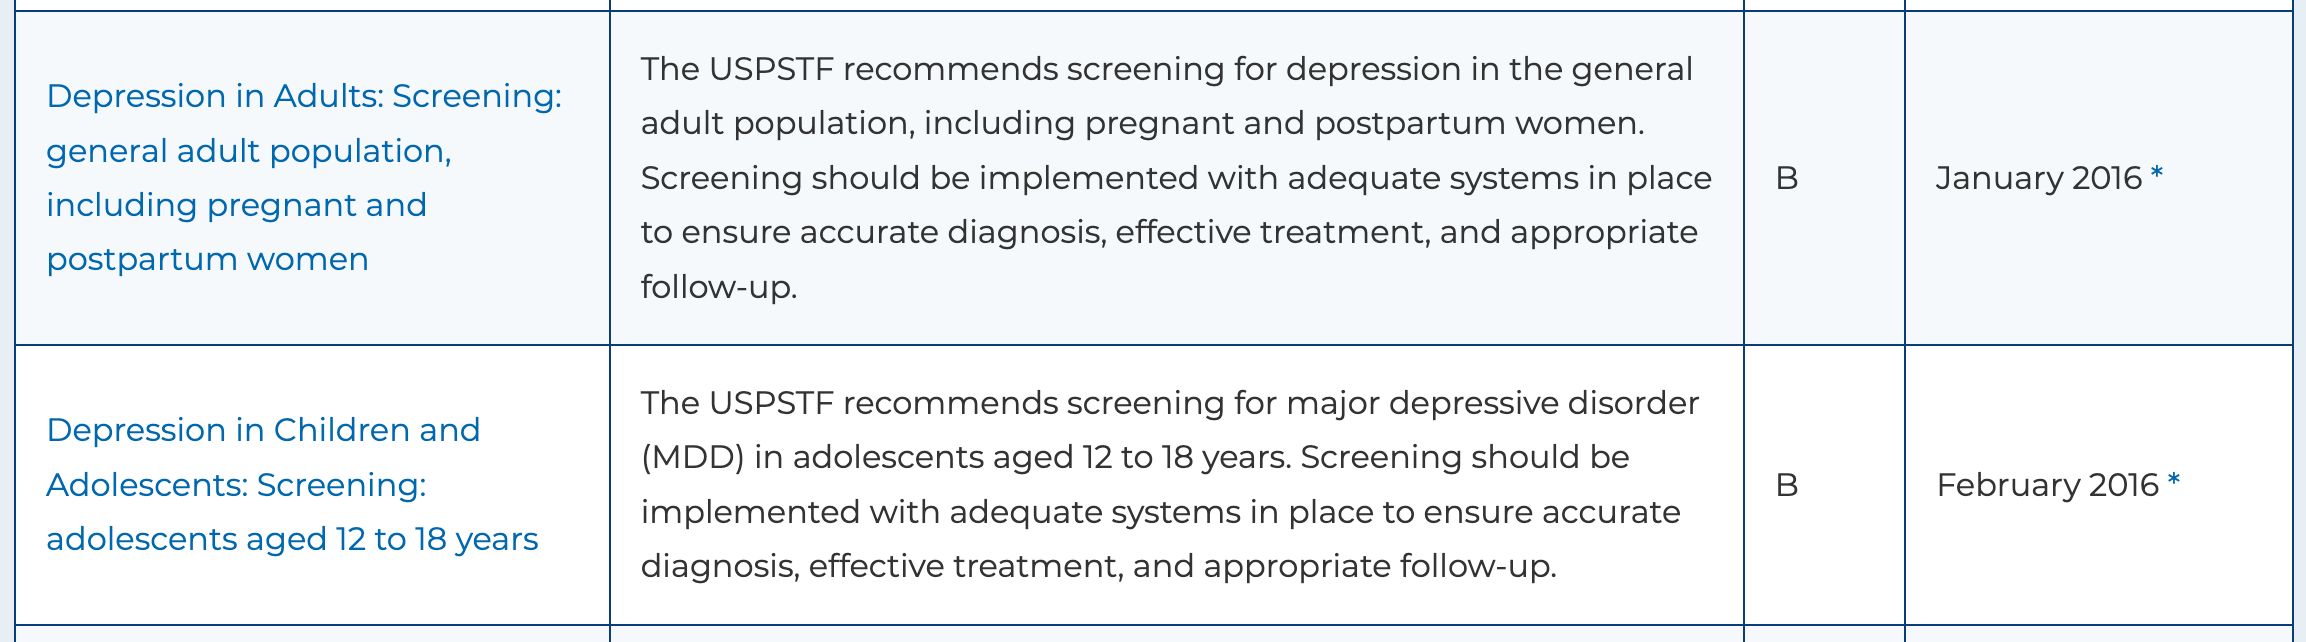 Depression in Adults: Screening:
general adult population,
including pregnant and
postpartum women
The USPSTF recommends screening for depression in the general
adult population, including pregnant and postpartum women.
Screening should be implemented with adequate systems in place
to ensure accurate diagnosis, effective treatment, and appropriate
follow-up.
B
January 2016 *
Depression in Children and
Adolescents: Screening:
adolescents aged 12 to 18 years
The USPSTF recommends screening for major depressive disorder
(MDD) in adolescents aged 12 to 18 years. Screening should be
implemented with adequate systems in place to ensure accurate
diagnosis, effective treatment, and appropriate follow-up.
B
February 2016 *